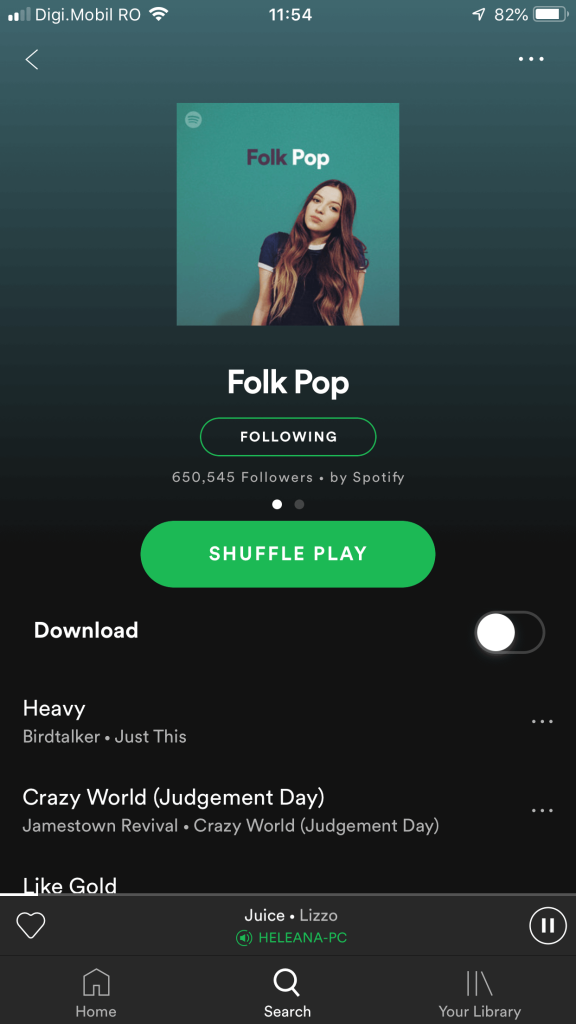 Digi.Mobil RO 11:54 82%
Folk Pop
Folk Pop
FOLLOWING
650,545 Followers • by Spotify
SHUFFLE PLAY
Download
Heavy
Birdtalker • Just This
Crazy World (Judgement Day)
Jamestown Revival • Crazy World (Judgement Day)
Like Gold
Juice • Lizzo
HELEANA-PC
Home Search Your Library